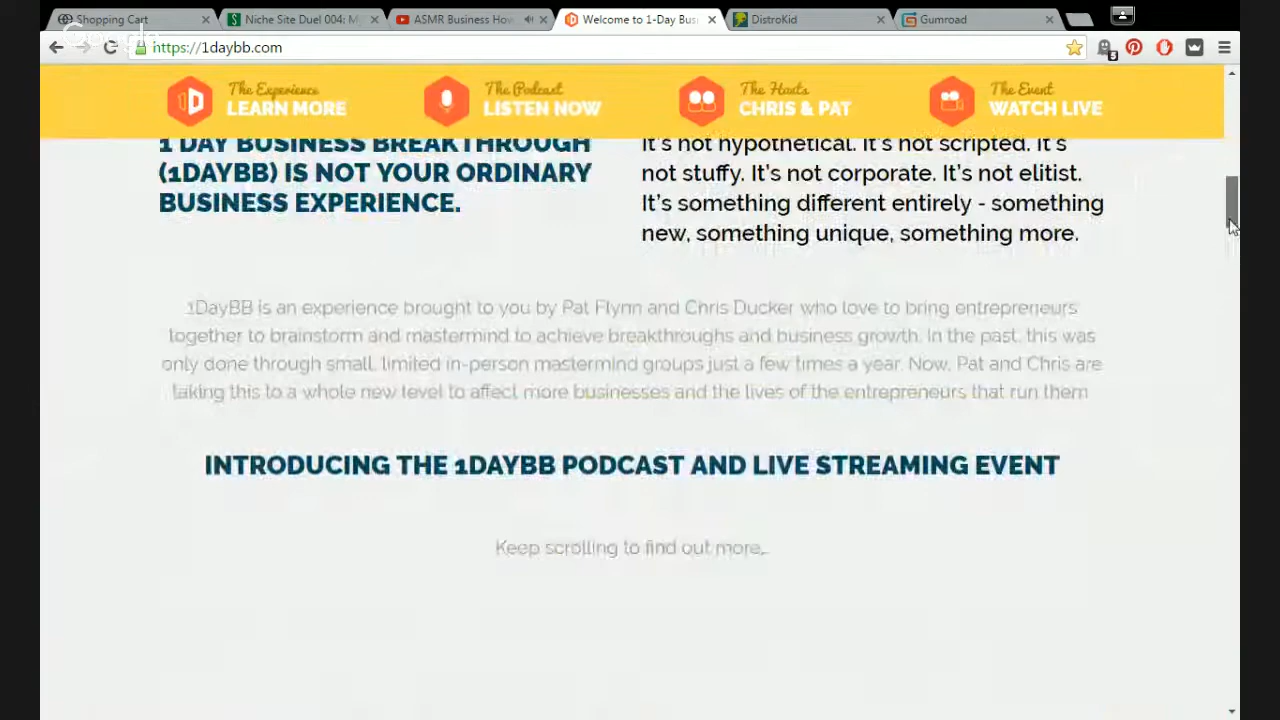 Shopping Cart
Niche Site Duel 004: M
ASMR Business How
Welcome to 1-Day Busi
DistroKid
Gumroad
https://1daybb.com
5
The Experience
LEARN MORE
The Podcast
LISTEN NOW
The Hosts
CHRIS & PAT
The Event
WATCH LIVE
1 DAY BUSINESS BREAKTHROUGH
(1DAYBB) IS NOT YOUR ORDINARY
BUSINESS EXPERIENCE.
It's not hypothetical. It's not scripted. It's
not stuffy. It's not corporate. It's not elitist.
It's something different entirely - something
new, something unique, something more.
1DayBB is an experience brought to you by Pat Flynn and Chris Ducker who love to bring entrepreneurs
together to brainstorm and mastermind to achieve breakthroughs and business growth. In the past, this was
only done through small, limited in-person mastermind groups just a few times a year. Now, Pat and Chris are
taking this to a whole new level to affect more businesses and the lives of the entrepreneurs that run them
INTRODUCING THE 1DAYBB PODCAST AND LIVE STREAMING EVENT
Keep scrolling to find out more...